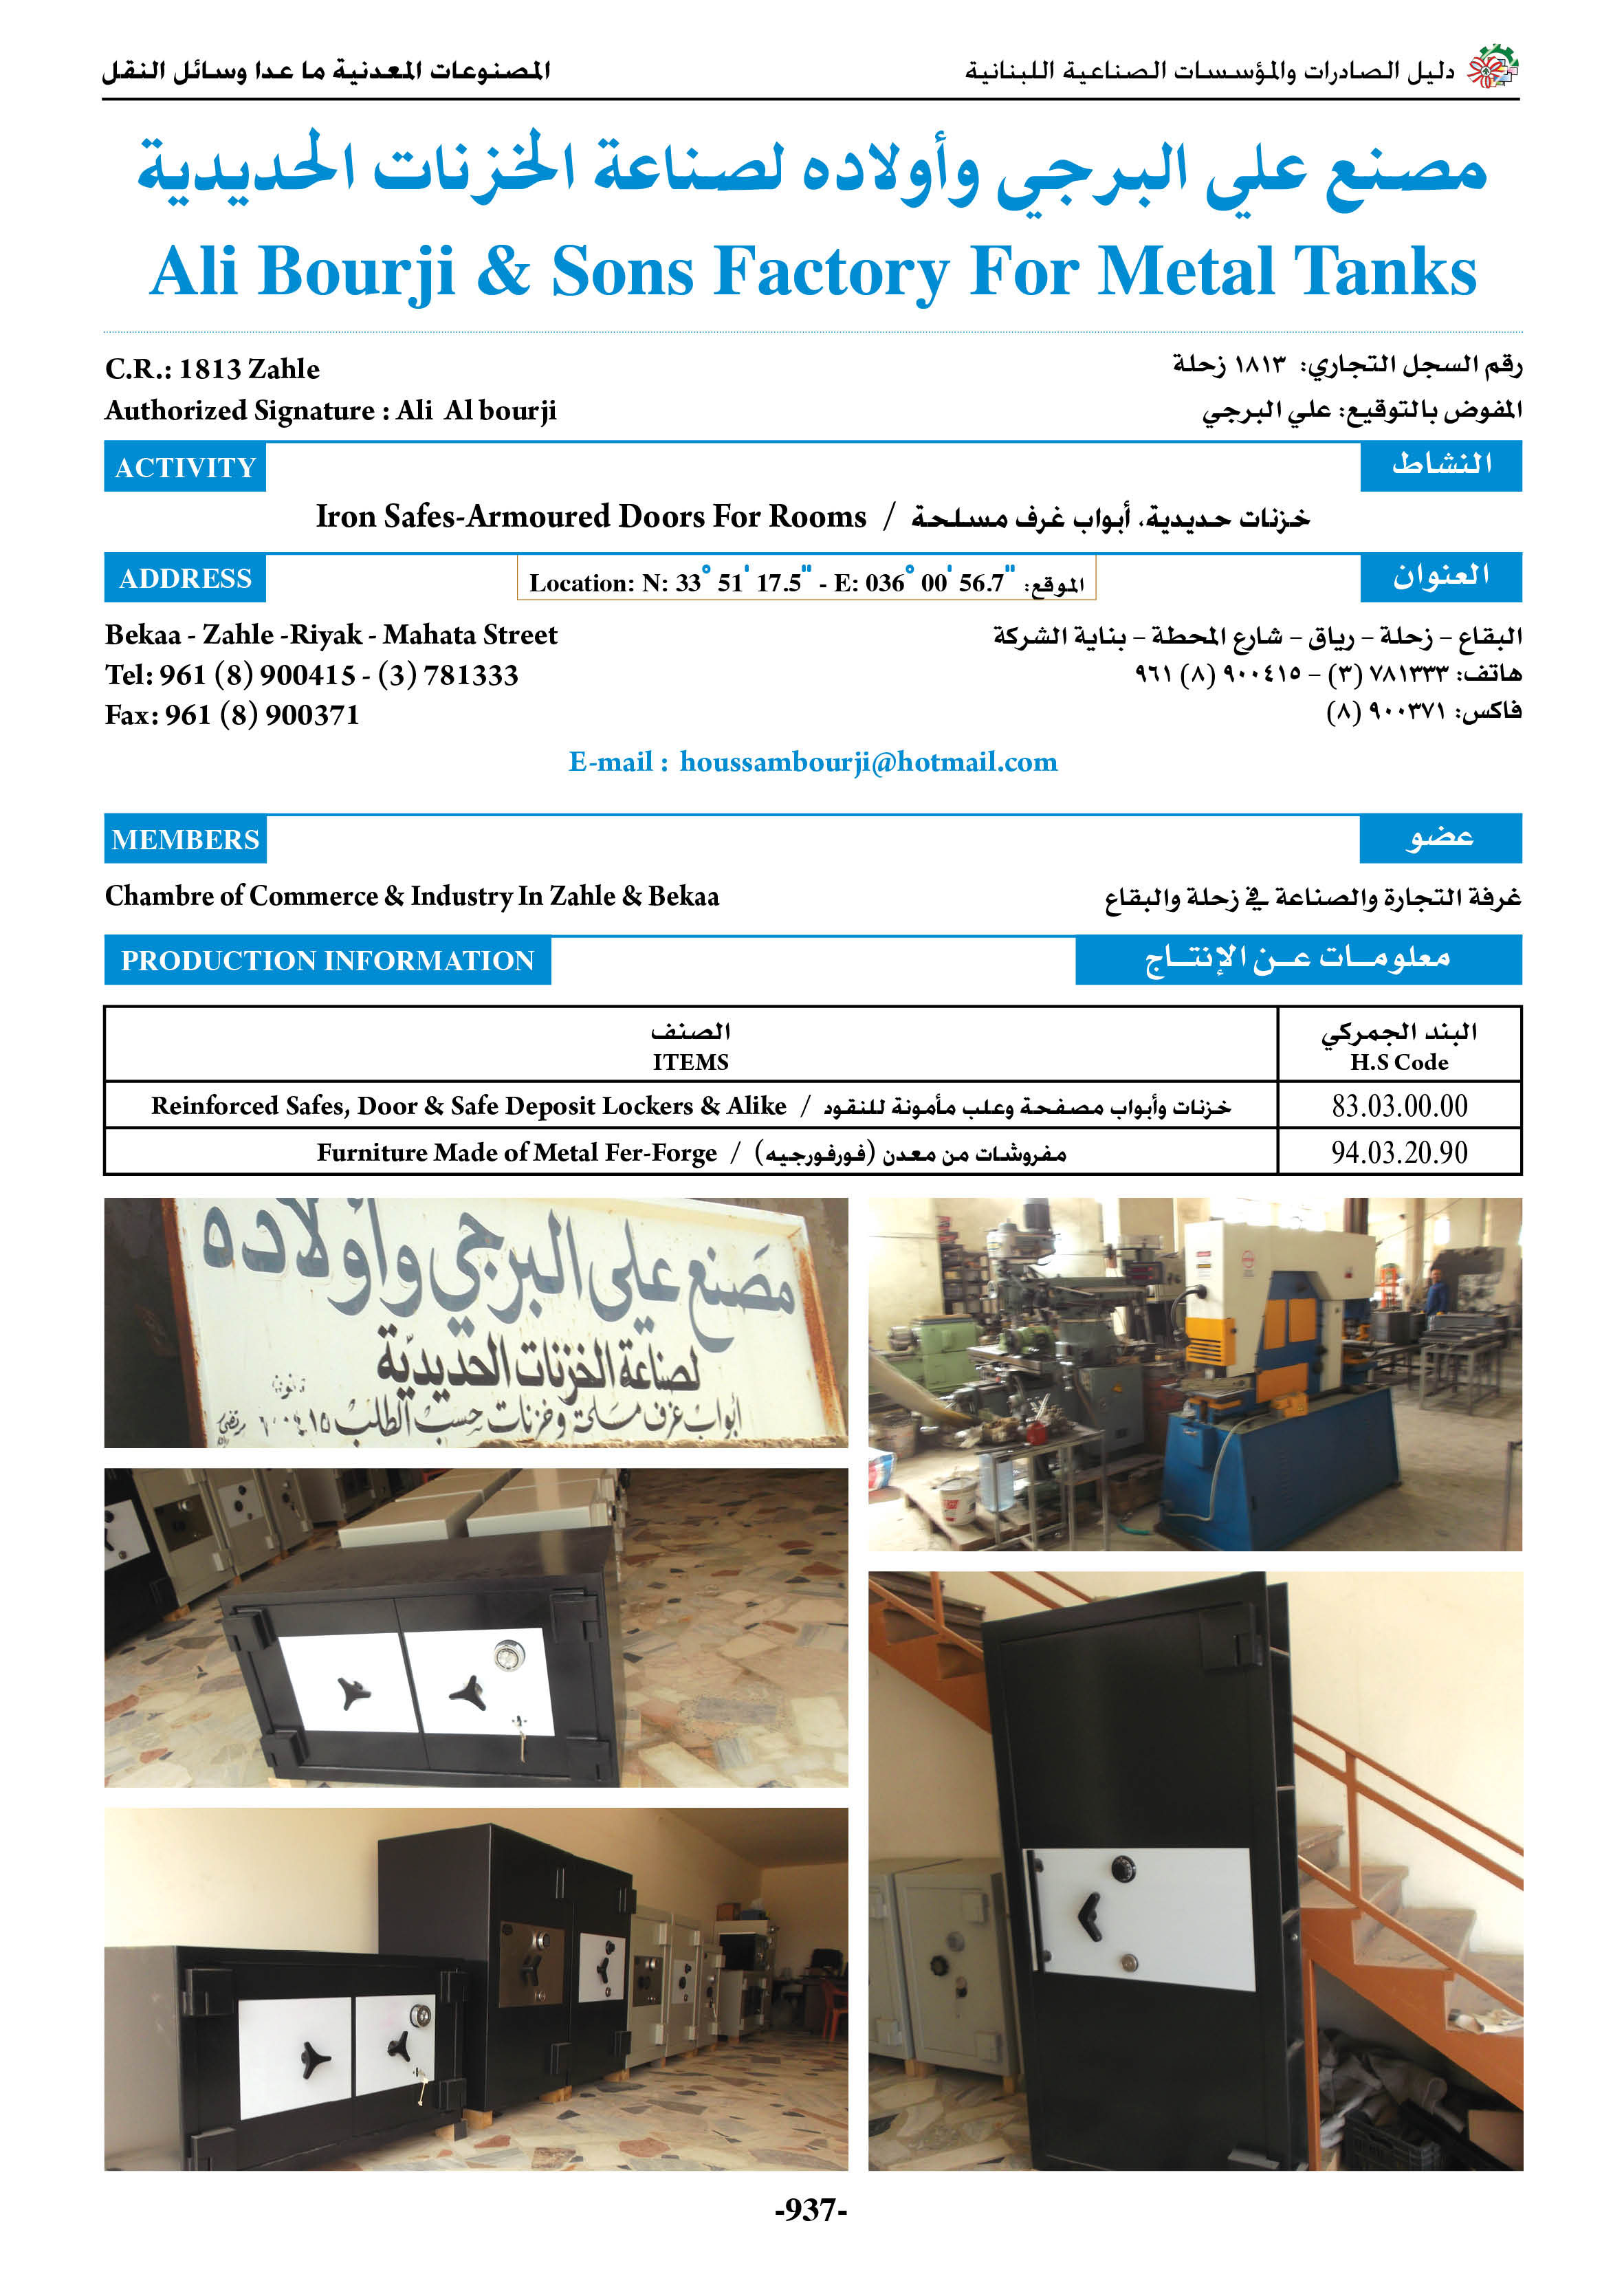 دليل الصادرات والمؤسسات الصناعية اللبنانية
المصنوعات المعدنية ما عدا وسائل النقل
مصنع علي البرجي وأولاده لصناعة الخزنات الحديدية
Ali Bourji & Sons Factory For Metal Tanks
C.R.: 1813 Zahle
رقم السجل التجاري: ١٨١٣ زحلة
Authorized Signature : Ali Al bourji
المفوض بالتوقيع: علي البرجي
ACTIVITY
النشاط
Iron Safes-Armoured Doors For Rooms / خزنات حديدية، أبواب غرف مسلحة
ADDRESS
Location: N: 33° 51' 17.5" - E: 036° 00' 56.7" :الموقع
العنوان
Bekaa - Zahle -Riyak - Mahata Street
البقاع – زحلة – رياق – شارع المحطة – بناية الشركة
Tel: 961 (8) 900415 - (3) 781333
هاتف: ٧٨١٣٣٣ (٣) – ٩٠٠٤١٥ (٨) ٩٦١
Fax: 961 (8) 900371
فاكس: ٩٠٠٣٧١ (٨)
E-mail : houssambourji@hotmail.com
MEMBERS
عضو
Chambre of Commerce & Industry In Zahle & Bekaa
غرفة التجارة والصناعة في زحلة والبقاع
PRODUCTION INFORMATION
معلومــات عــن الإنتــاج
الصنف
ITEMS
البند الجمركي
H.S Code
Reinforced Safes, Door & Safe Deposit Lockers & Alike / خزنات وأبواب مصفحة وعلب مأمونة للنقود
83.03.00.00
Furniture Made of Metal Fer-Forge / مفروشات من معدن (فورفورجيه)
94.03.20.90
مصنع علي البرجي وأولاده
لصناعة الخزنات الحديدية
أبواب غرف مسلحة وخزنات حسب الطلب
-937-